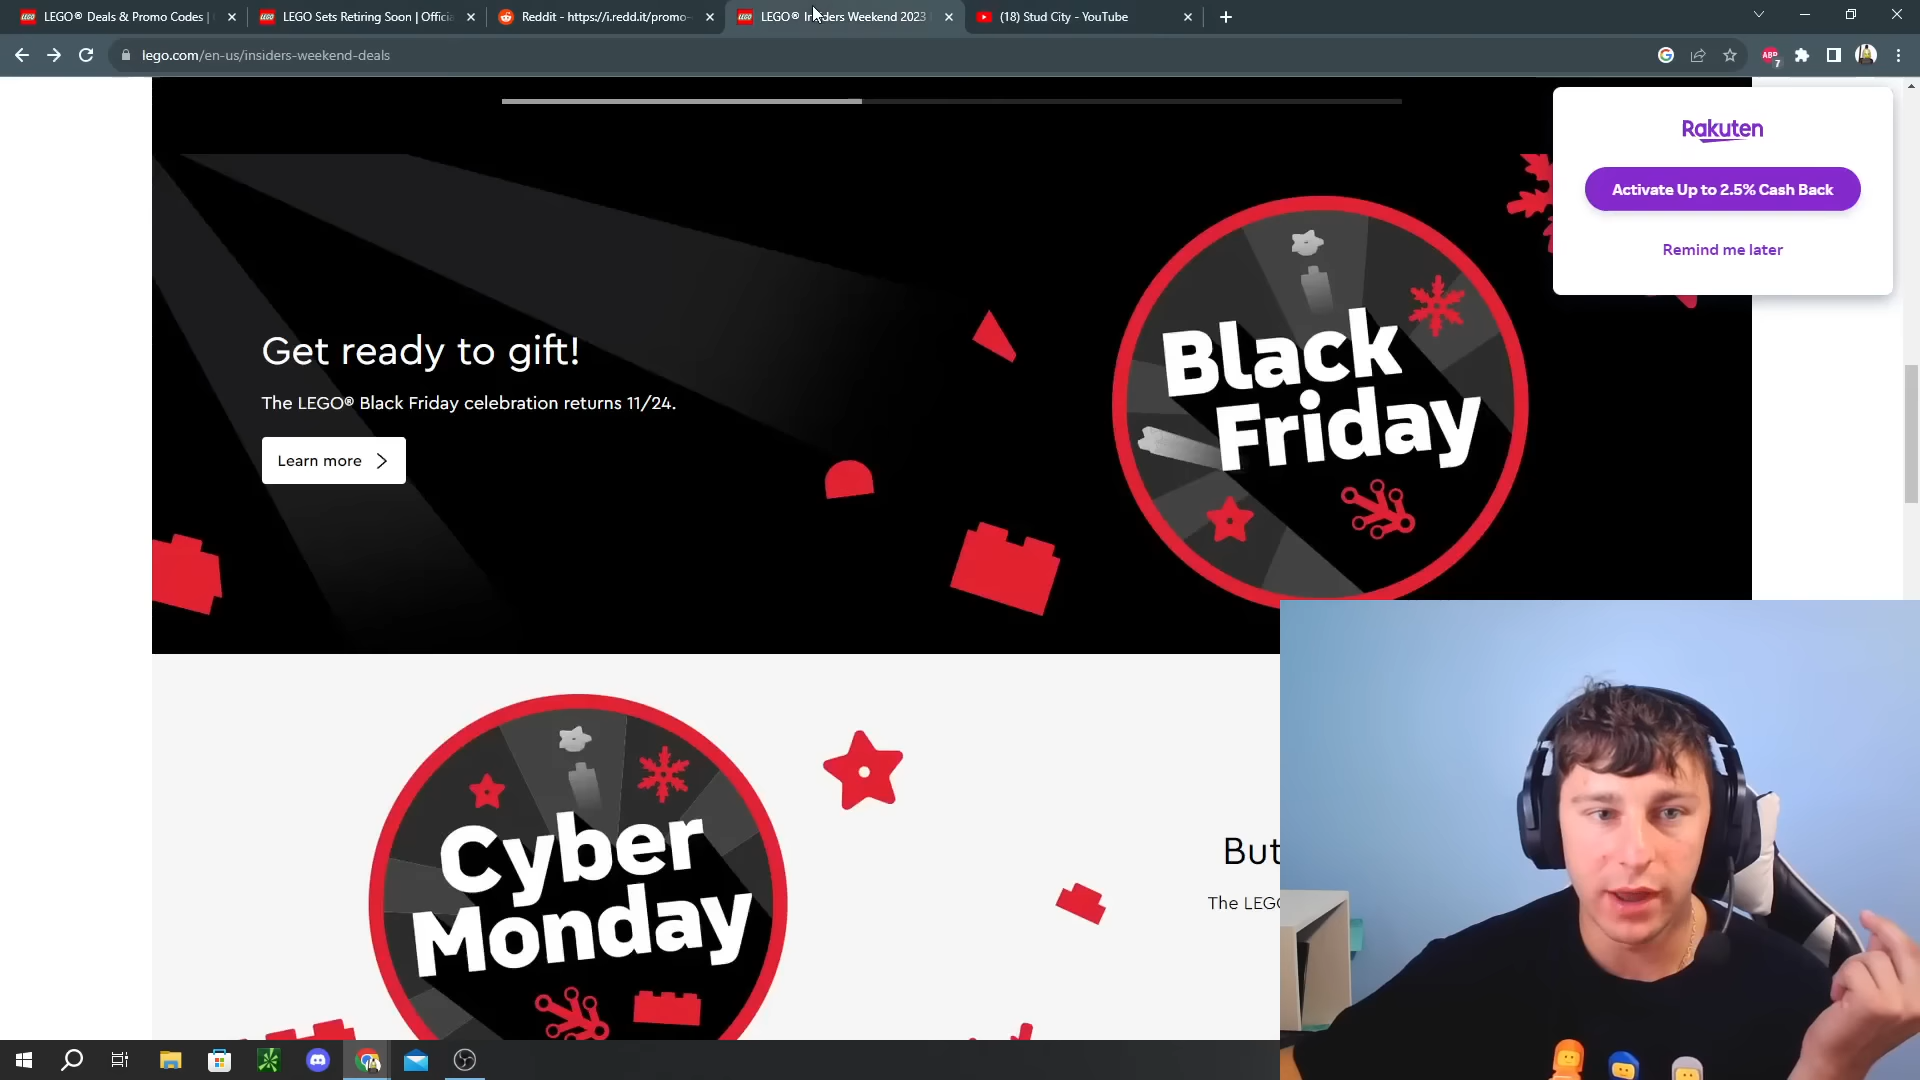 LEGO® Deals & Promo Codes |
LEGO Sets Retiring Soon | Officia
Reddit - https://i.redd.it/promo-
LEGO® Insiders Weekend 2023
(18) Stud City - YouTube
lego.com/en-us/insiders-weekend-deals
ABP
7
Rakuten
Activate Up to 2.5% Cash Back
Remind me later
Get ready to gift!
The LEGO® Black Friday celebration returns 11/24.
Learn more
Black
Friday
Cyber
Monday
But
The LEGO